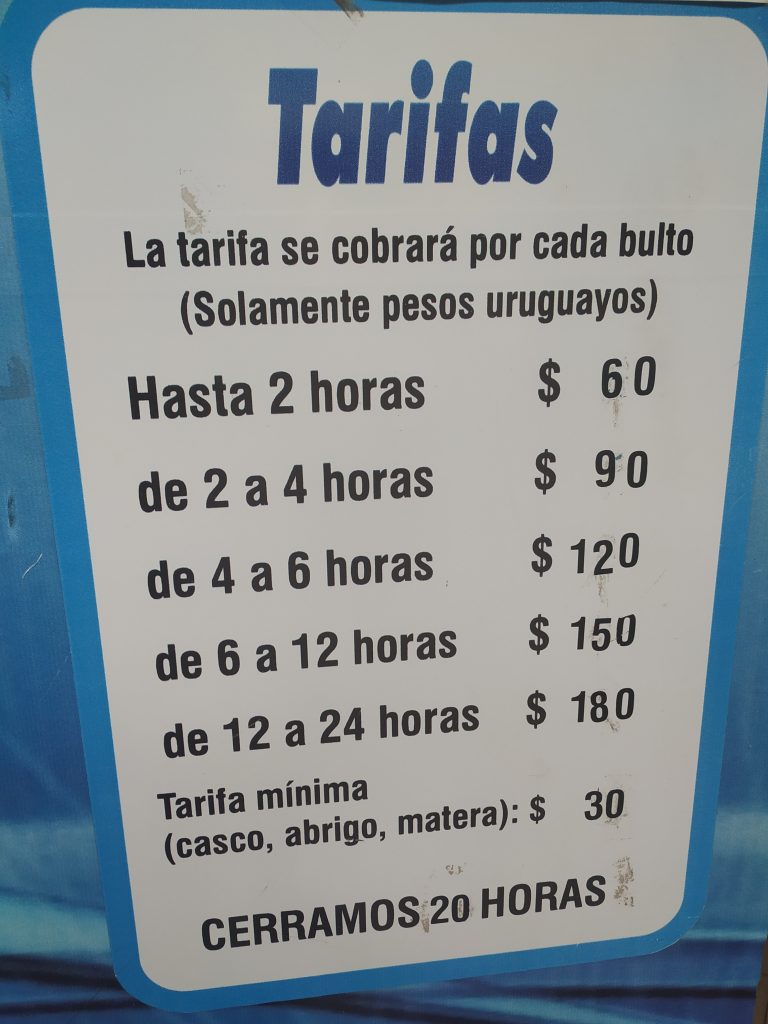 Tarifas
La tarifa se cobrará por cada bulto
(Solamente pesos uruguayos)
Hasta 2 horas $ 60
de 2 a 4 horas $ 90
de 4 a 6 horas $ 120
de 6 a 12 horas $ 150
de 12 a 24 horas $ 180
Tarifa mínima
(casco, abrigo, matera): $ 30
CERRAMOS 20 HORAS